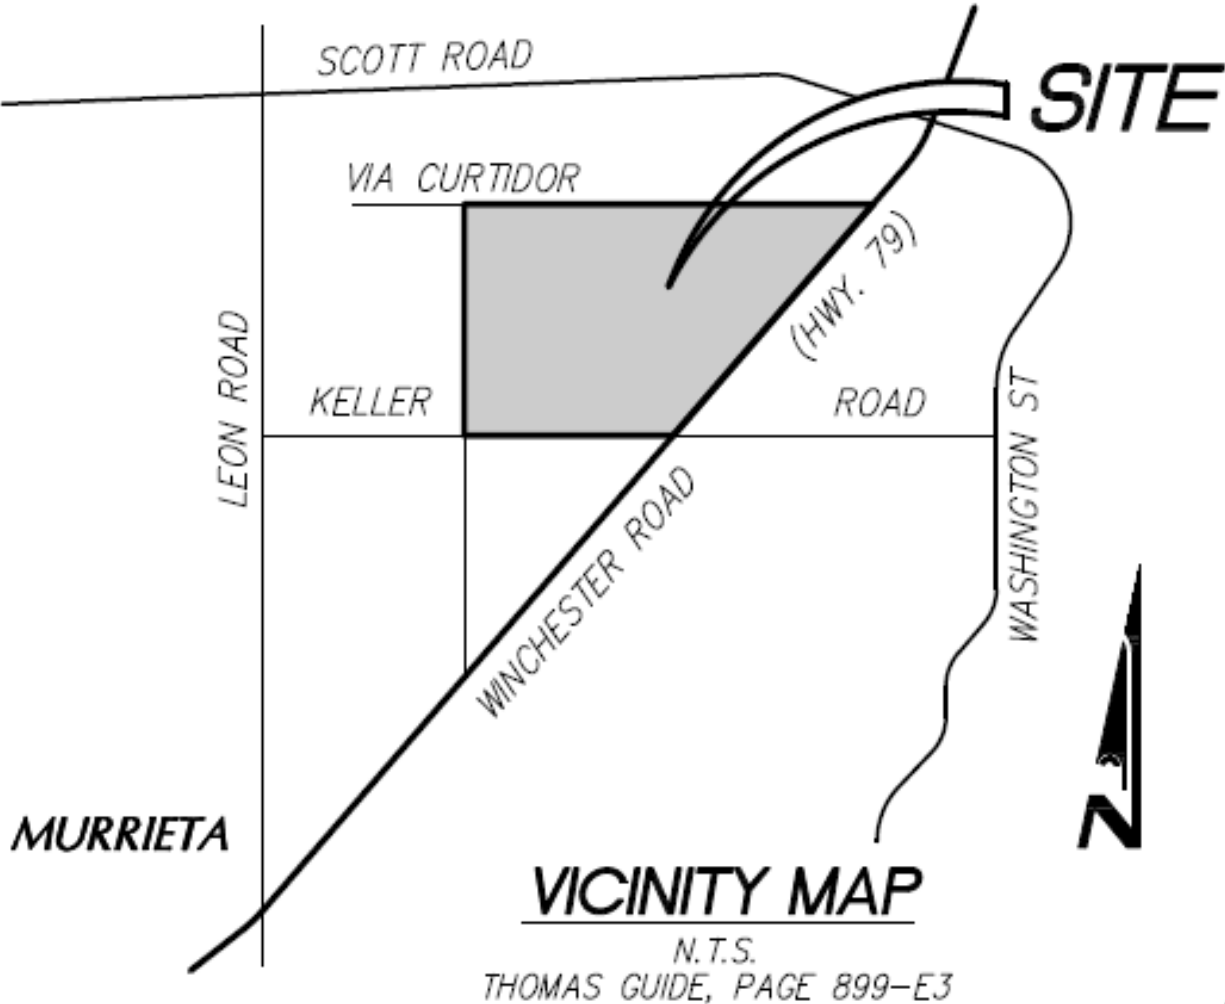 SCOTT ROAD
SITE
VIA CURTIDOR
(HWY. 79)
LEON ROAD
KELLER ROAD
WASHINGTON ST
WINCHESTER ROAD
MURRIETA
N
VICINITY MAP
N.T.S.
THOMAS GUIDE, PAGE 899-E3